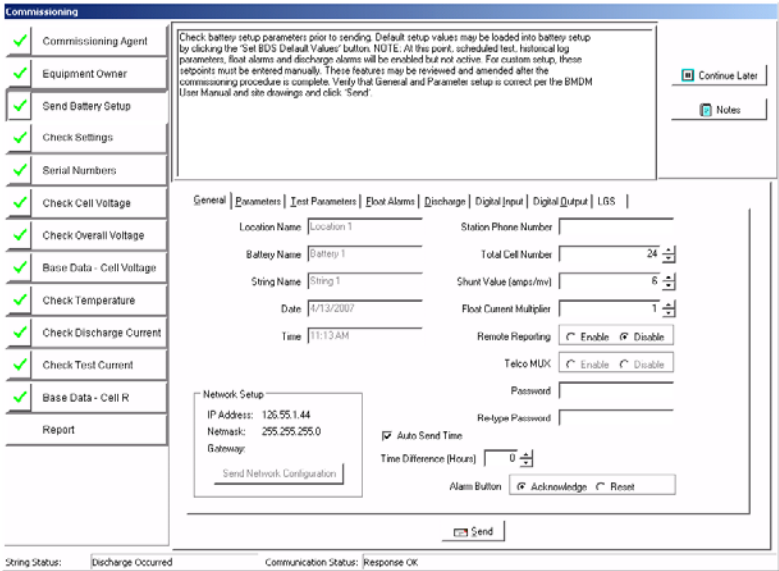 Commissioning
Commissioning Agent
Equipment Owner
Send Battery Setup
Check Settings
Serial Numbers
Check Cell Voltage
Check Overall Voltage
Base Data - Cell Voltage
Check Temperature
Check Discharge Current
Check Test Current
Base Data - Cell R
Report
Check battery setup parameters prior to sending. Default setup values may be loaded into battery setup
by clicking the 'Set BDS Default Values' button. NOTE: At this point, scheduled test, historical log
parameters, float alarms and discharge alarms will be enabled but not active. For custom setup, these
setpoints must be entered manually. These features may be reviewed and amended after the
commissioning procedure is complete. Verify that General and Parameter setup is correct per the BMDM
User Manual and site drawings and click 'Send'.
Continue Later
Notes
General Parameters Test Parameters Float Alarms Discharge Digital Input Digital Output LGS
Location Name Location 1
Battery Name Battery 1
String Name String 1
Date 4/13/2007
Time 11:13 AM
Station Phone Number
Total Cell Number 24
Shunt Value (amps/mv) 6
Float Current Multiplier 1
Remote Reporting Enable Disable
Telco MUX Enable Disable
Password
Re-type Password
Network Setup
IP Address: 126.55.1.44
Netmask: 255.255.255.0
Gateway:
Send Network Configuration
Auto Send Time
Time Difference (Hours) 0
Alarm Button Acknowledge Reset
Send
String Status: Discharge Occurred Communication Status: Response OK